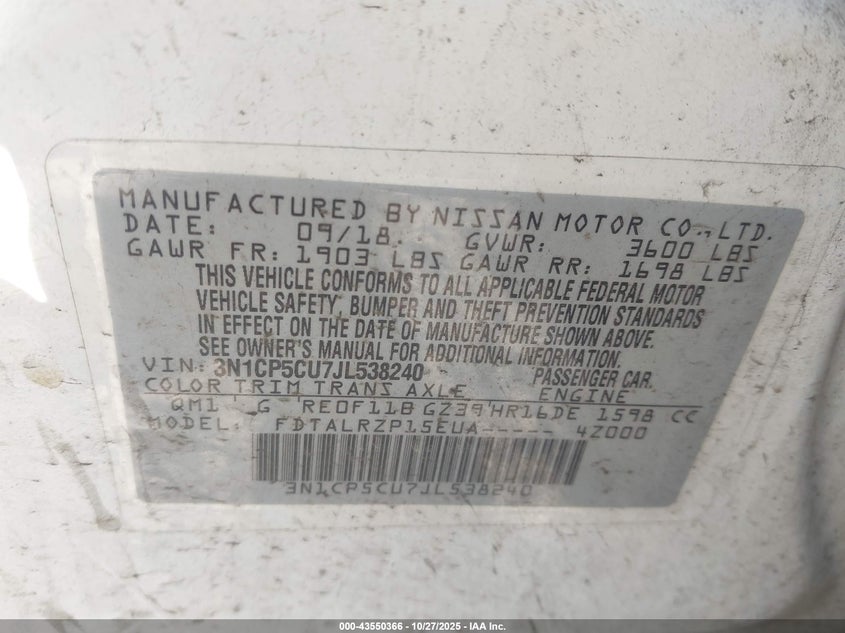 MANUFACTURED BY NISSAN MOTOR CO., LTD.
DATE: 09/18 GVWR: 3600 LBS
GAWR FR: 1903 LBS GAWR RR: 1698 LBS
THIS VEHICLE CONFORMS TO ALL APPLICABLE FEDERAL MOTOR
VEHICLE SAFETY, BUMPER AND THEFT PREVENTION STANDARDS
IN EFFECT ON THE DATE OF MANUFACTURE SHOWN ABOVE.
SEE OWNER'S MANUAL FOR ADDITIONAL INFORMATION.
VIN: 3N1CP5CU7JL538240 PASSENGER CAR.
COLOR TRIM TRANS AXLE ENGINE
QM1 G RE0F11B GZ39 HR16DE 1598 CC
MODEL: FDTALRZP15EUA----- 4Z000
3N1CP5CU7JL538240
000-43550366 | 10/27/2025 | IAA Inc.